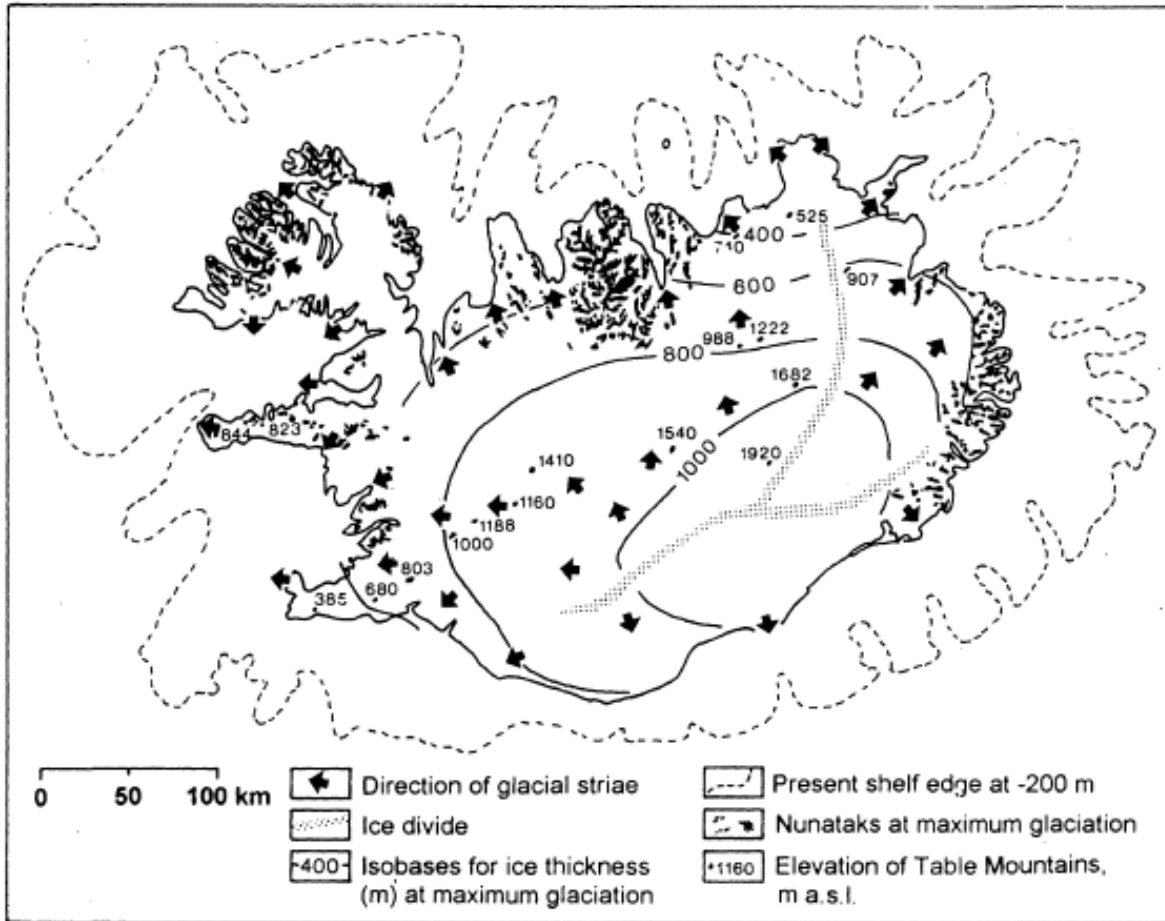 525
400
710
600
907
988
1222
800
1682
844
823
1540
1000
1920
1410
1160
1188
1000
803
680
385
0 50 100 km
Direction of glacial striae
Ice divide
400 Isobases for ice thickness
(m) at maximum glaciation
Present shelf edge at -200 m
Nunataks at maximum glaciation
1160 Elevation of Table Mountains,
m a.s.l.